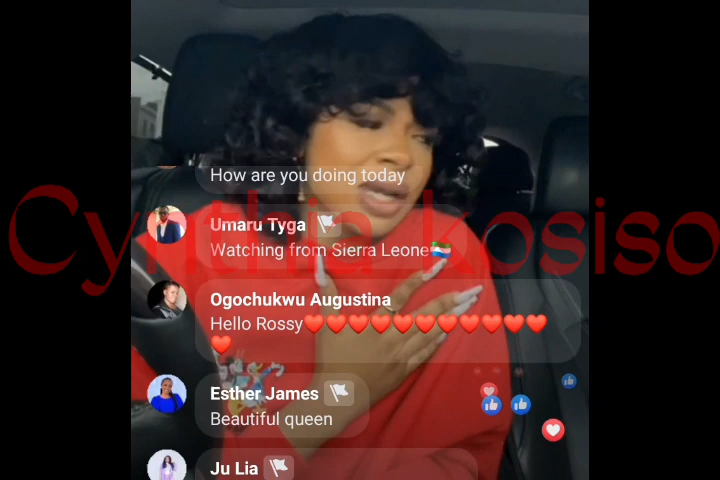 How are you doing today
Umaru Tyga
Watching from Sierra Leone🇸🇱
Cynthia kosiso
Ogochukwu Augustina
Hello Rossy❤️❤️❤️❤️❤️❤️❤️❤️❤️❤️❤️
❤️
Esther James
Beautiful queen
Ju Lia